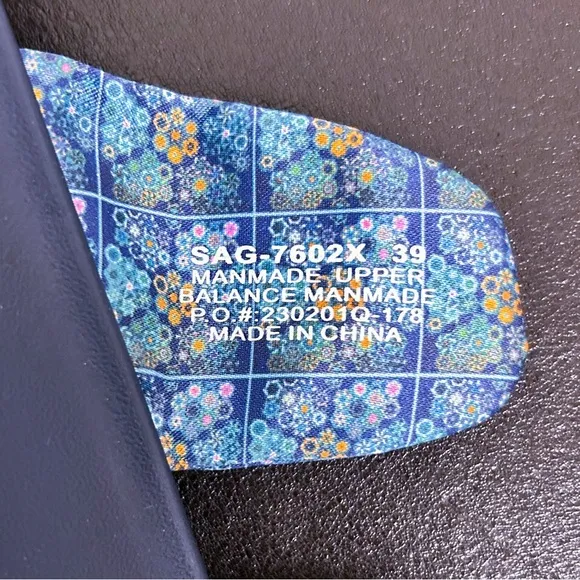 SAG-7602X 39
MANMADE UPPER
BALANCE MANMADE
P.O.#:230201Q-178
MADE IN CHINA